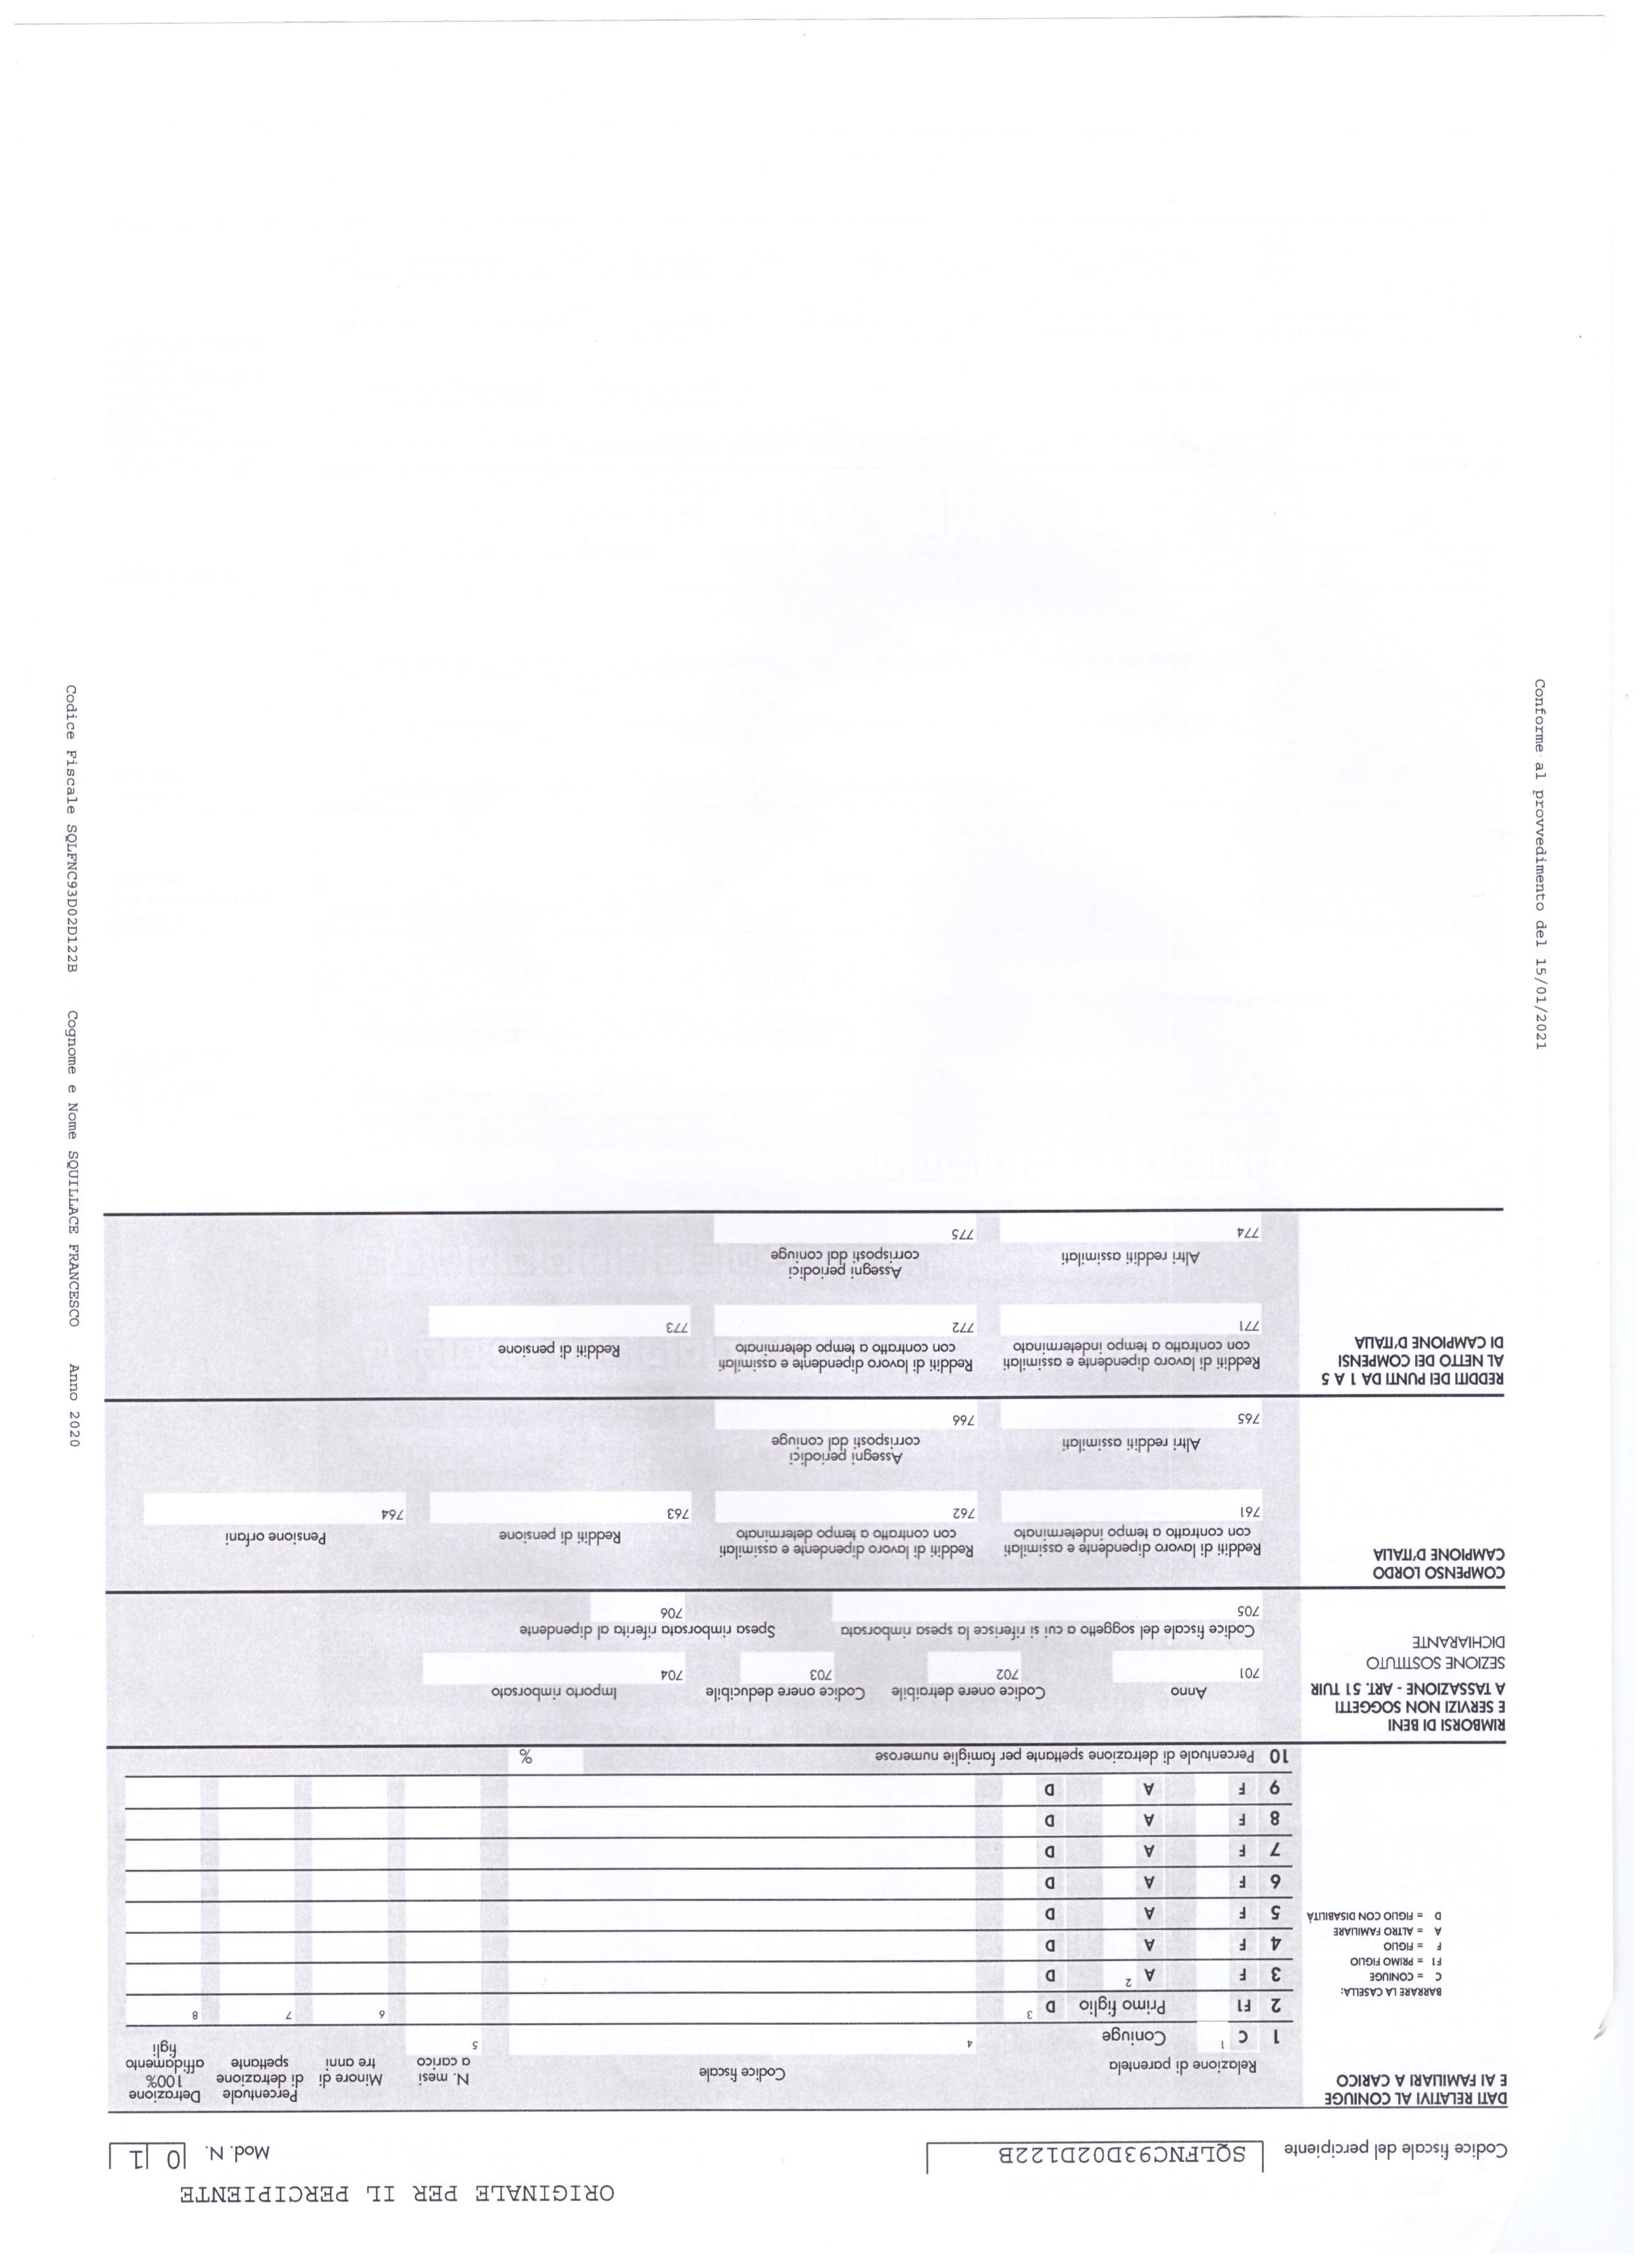 ORIGINALE PER IL PERCIPIENTE
Codice fiscale del percipiente SQLFNC93D02D122B Mod. N. 0 1
DATI RELATIVI AL CONIUGE
E AI FAMILIARI A CARICO
BARRARE LA CASELLA:
C = CONIUGE
F1 = PRIMO FIGLIO
F = FIGLIO
A = ALTRO FAMILIARE
D = FIGLIO CON DISABILITÀ
Relazione di parentela
Codice fiscale
N. mesi
a carico
Minore di
tre anni
Percentuale
di detrazione
spettante
Detrazione
100%
affidamento
figli
1 C 1 Coniuge 4 5
2 F1 Primo figlio D 3 6 7 8
3 F A 2 D
4 F A D
5 F A D
6 F A D
7 F A D
8 F A D
9 F A D
10 Percentuale di detrazione spettante per famiglie numerose %
RIMBORSI DI BENI
E SERVIZI NON SOGGETTI
A TASSAZIONE - ART. 51 TUIR
SEZIONE SOSTITUTO
DICHIARANTE
Anno Codice onere detraibile Codice onere deducibile Importo rimborsato
701 702 703 704
Codice fiscale del soggetto a cui si riferisce la spesa rimborsata Spesa rimborsata riferita al dipendente
705 706
COMPENSO LORDO
CAMPIONE D'ITALIA
Redditi di lavoro dipendente e assimilati
con contratto a tempo indeterminato
Redditi di lavoro dipendente e assimilati
con contratto a tempo determinato
Redditi di pensione
Pensione orfani
761 762 763 764
Altri redditi assimilati
Assegni periodici
corrisposti dal coniuge
765 766
REDDITI DEI PUNTI DA 1 A 5
AL NETTO DEI COMPENSI
DI CAMPIONE D'ITALIA
Redditi di lavoro dipendente e assimilati
con contratto a tempo indeterminato
Redditi di lavoro dipendente e assimilati
con contratto a tempo determinato
Redditi di pensione
771 772 773
Altri redditi assimilati
Assegni periodici
corrisposti dal coniuge
774 775
Conforme al provvedimento del 15/01/2021
Codice Fiscale SQLFNC93D02D122B Cognome e Nome SQUILLACE FRANCESCO Anno 2020